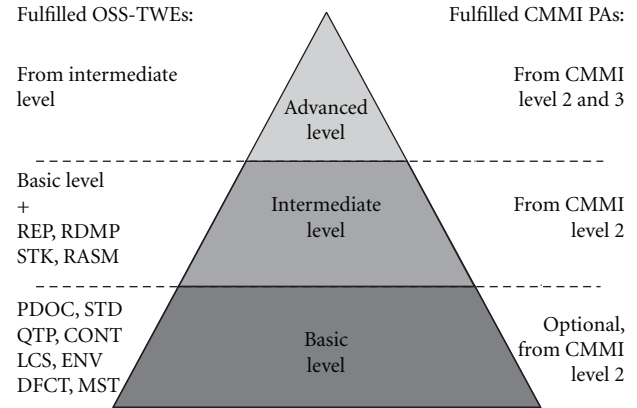 Fulfilled OSS-TWEs:
Fulfilled CMMI PAs:
From intermediate
level
Advanced
level
From CMMI
level 2 and 3
Basic level
+
REP, RDMP
STK, RASM
Intermediate
level
From CMMI
level 2
PDOC, STD
QTP, CONT
LCS, ENV
DFCT, MST
Basic
level
Optional,
from CMMI
level 2